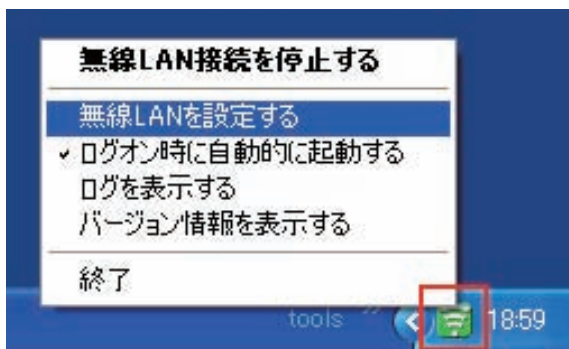 無線LAN接続を停止する
無線LANを設定する
ログオン時に自動的に起動する
ログを表示する
バージョン情報を表示する
終了
tools
18:59